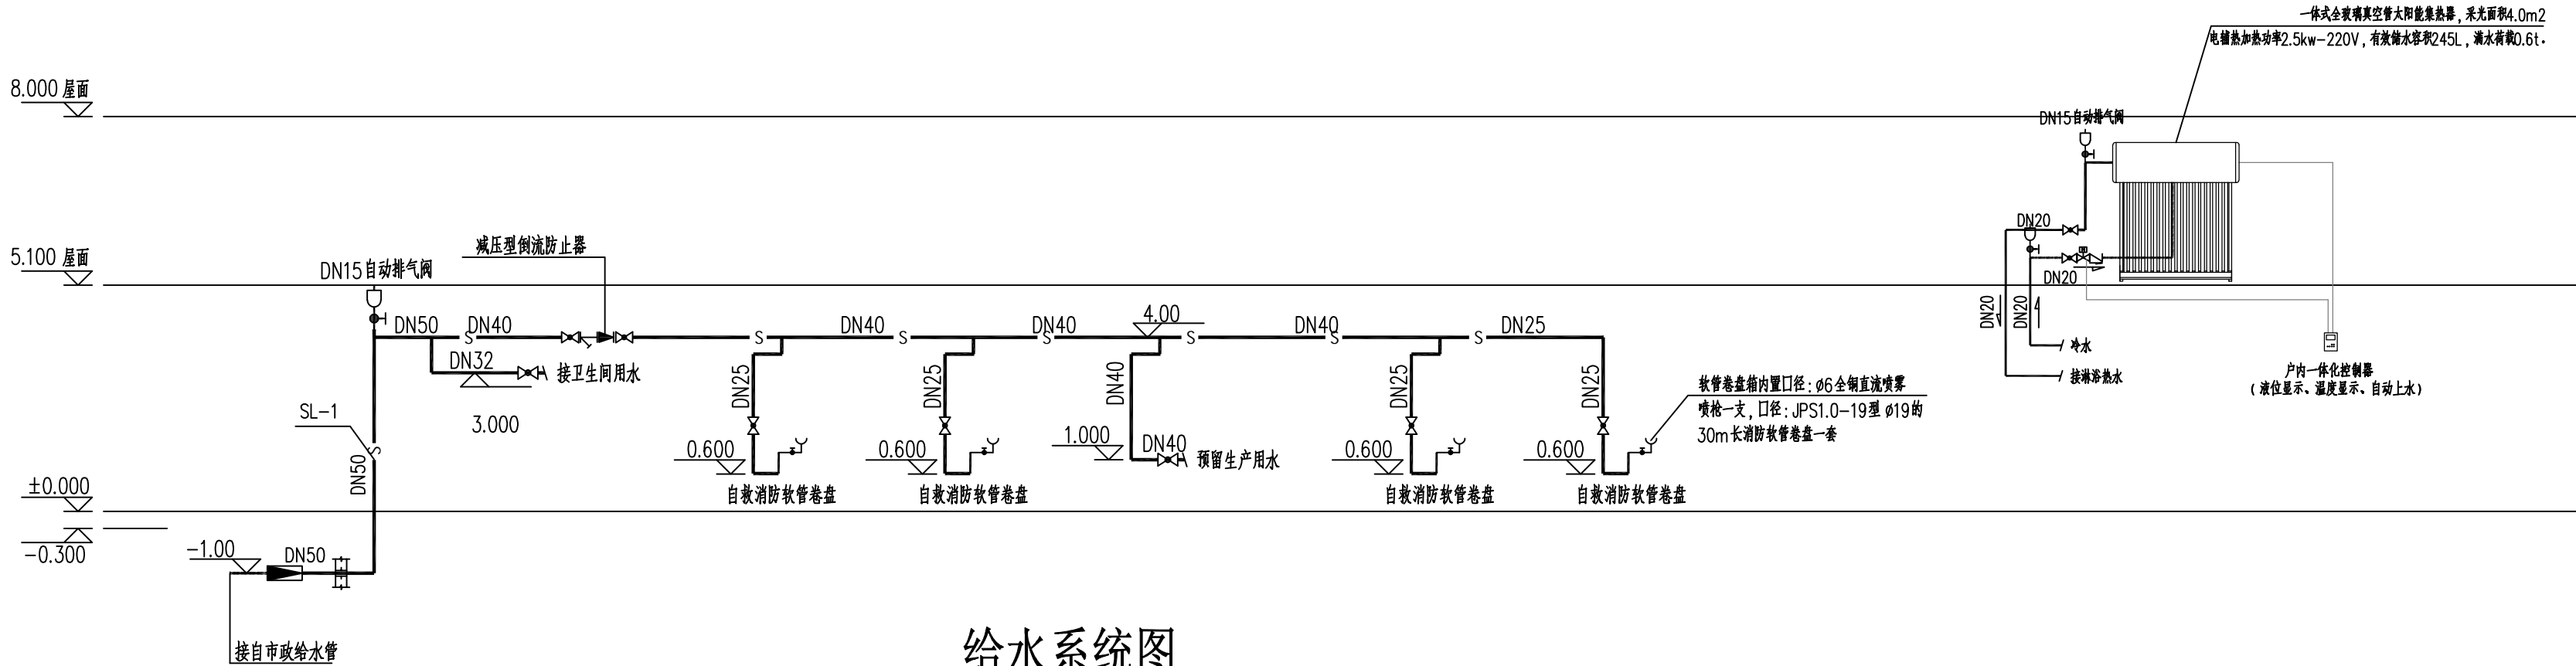 一体式全玻璃真空管太阳能集热器，采光面积4.0m2
电辅热加热功率2.5kw-220V，有效储水容积245L，满水荷载0.6t.
8.000 屋面
DN15自动排气阀
DN20
DN20
DN20
DN20
冷水
接淋浴热水
户内一体化控制器
(液位显示、温度显示、自动上水)
5.100 屋面
DN15自动排气阀
减压型倒流防止器
DN50
S
DN40
S
DN40
S
DN40
S
4.00
S
DN40
S
S
DN25
DN32
接卫生间用水
3.000
SL-1
S
DN50
DN25
0.600
自救消防软管卷盘
DN25
0.600
自救消防软管卷盘
DN40
1.000
DN40
预留生产用水
DN25
0.600
自救消防软管卷盘
DN25
0.600
自救消防软管卷盘
软管卷盘箱内置口径：ø6全铜直流喷雾
喷枪一支，口径：JPS1.0-19型 ø19的
30m长消防软管卷盘一套
±0.000
-0.300
-1.00
DN50
接自市政给水管
给水系统图